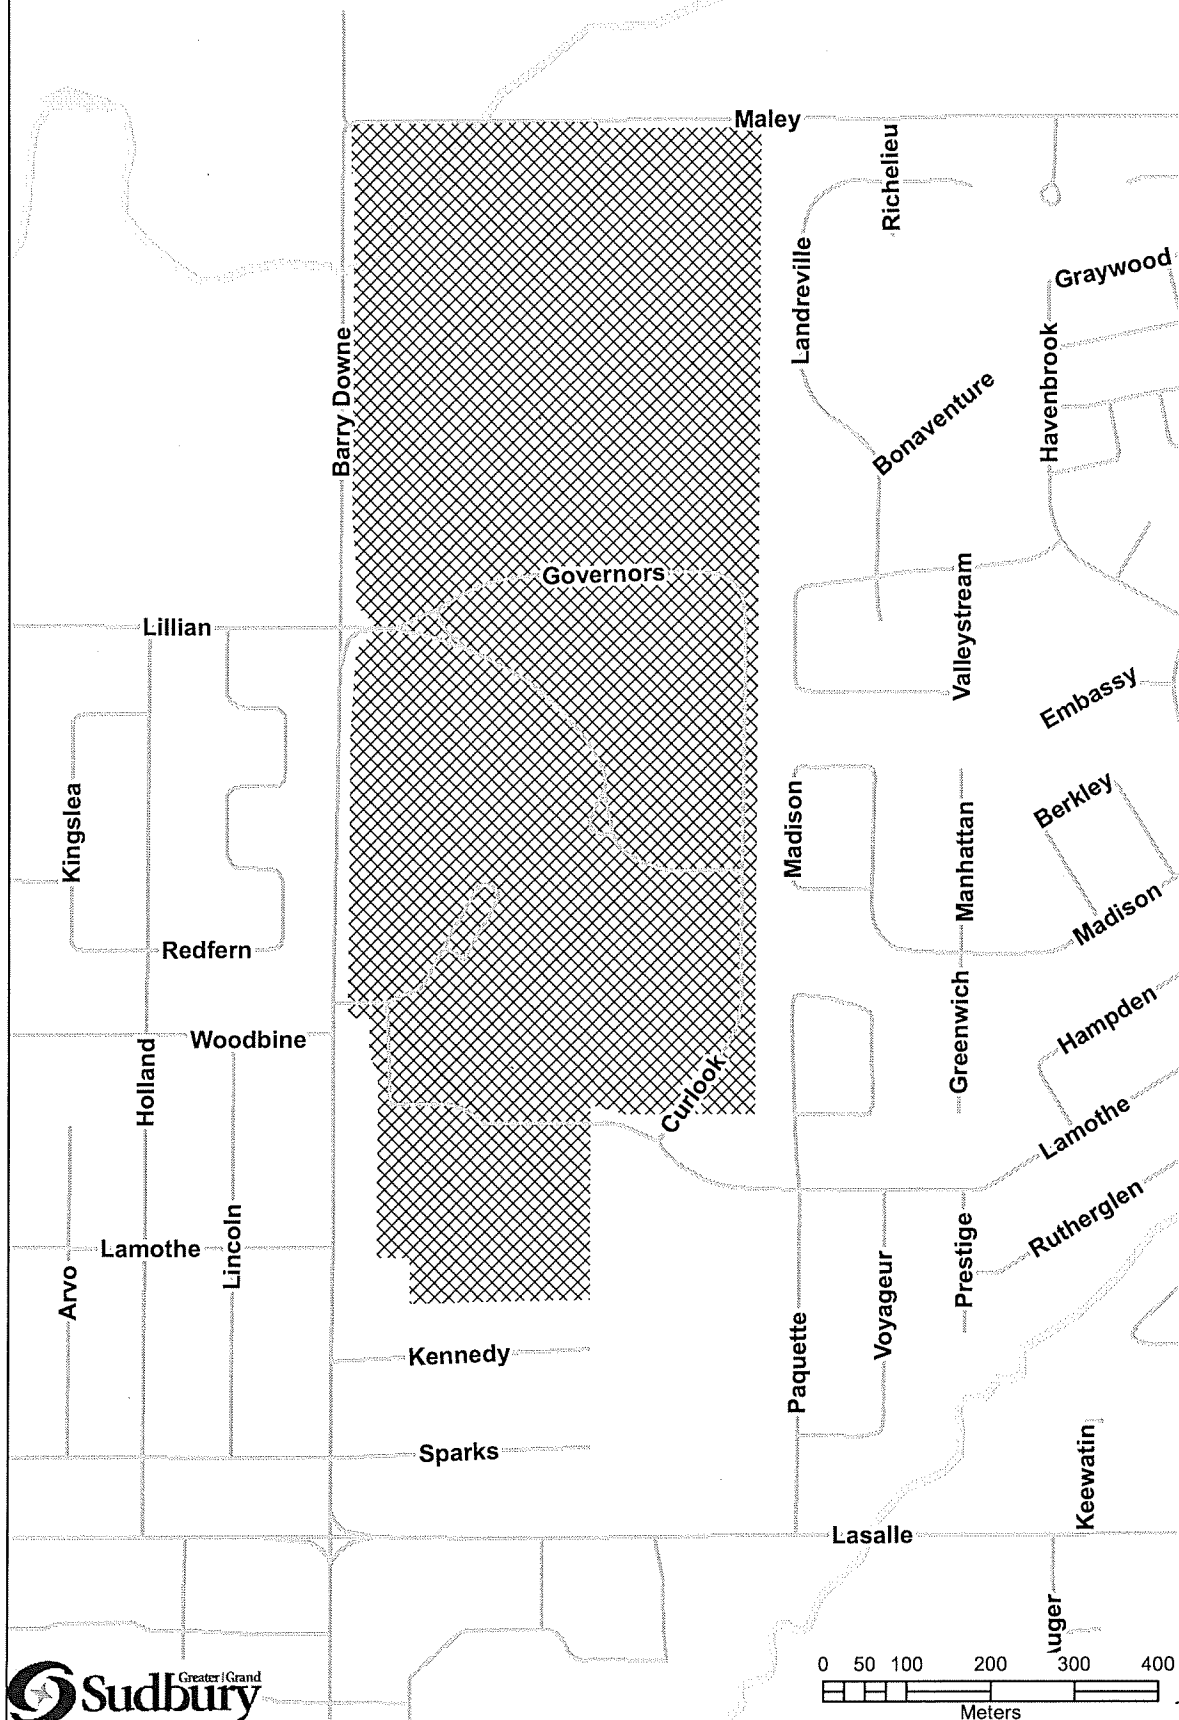 Maley
Richelieu
Landreville
Graywood
Havenbrook
Barry Downe
Bonaventure
Governors
Lillian
Valleystream
Embassy
Kingslea
Madison
Manhattan
Berkley
Madison
Redfern
Greenwich
Hampden
Woodbine
Holland
Curlook
Lamothe
Rutherglen
Lamothe
Lincoln
Arvo
Prestige
Voyageur
Paquette
Kennedy
Sparks
Keewatin
Lasalle
uger
Greater | Grand
Sudbury
0 50 100 200 300 400
Meters